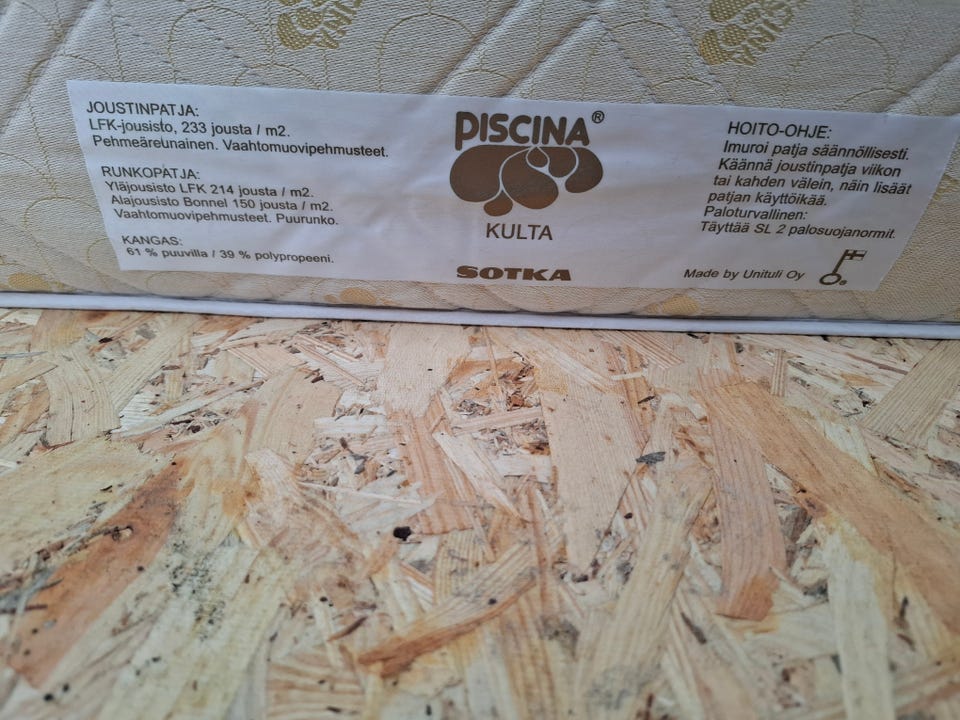 JOUSTINPATJA:
LFK-jousisto, 233 jousta / m2.
Pehmeäreunainen. Vaahtomuovipehmusteet.
RUNKOPATJA:
Yläjousisto LFK 214 jousta / m2.
Alajousisto Bonnel 150 jousta / m2.
Vaahtomuovipehmusteet. Puurunko.
KANGAS:
61 % puuvilla / 39 % polypropeeni.
PISCINA®
KULTA
SOTKA
HOITO-OHJE:
Imuroi patja säännöllisesti.
Käännä joustinpatja viikon
tai kahden välein, näin lisäät
patjan käyttöikää.
Paloturvallinen:
Täyttää SL 2 palosuojanormit.
Made by Unituli Oy